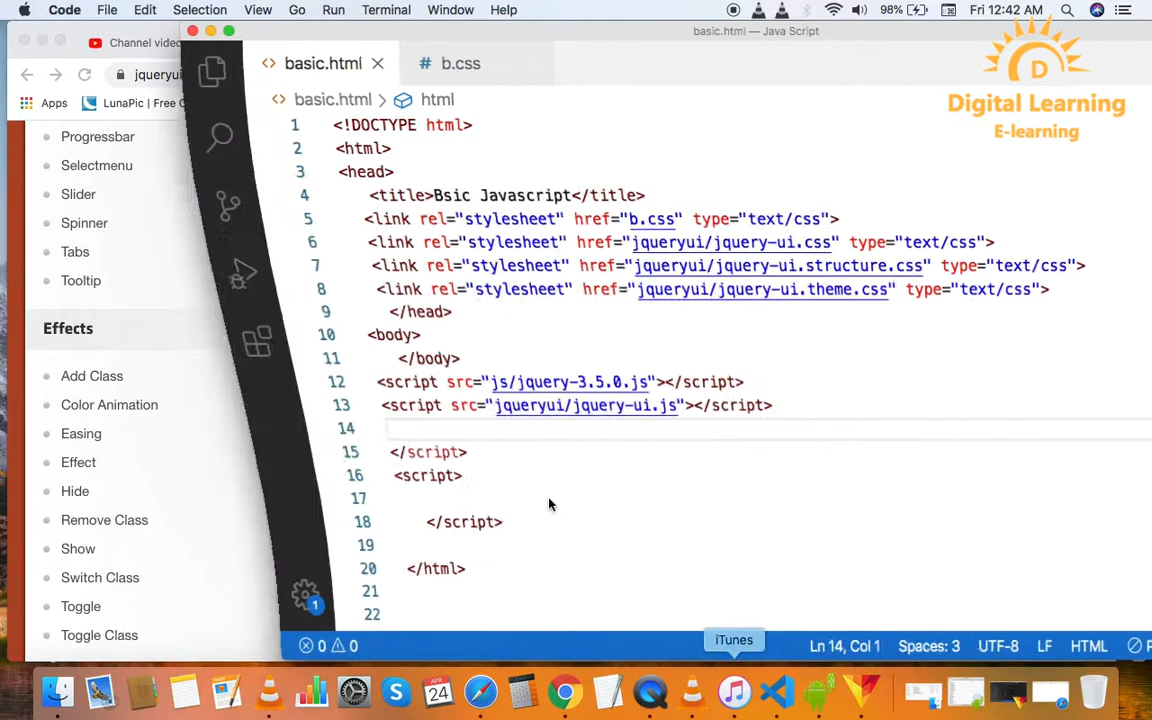 Code File Edit Selection View Go Run Terminal Window Help 98% Fri 12:42 AM
Channel video
basic.html — Java Script
jqueryui
Apps LunaPic | Free
basic.html
# b.css
basic.html > html
Digital Learning
E-learning
D
Progressbar
Selectmenu
Slider
Spinner
Tabs
Tooltip
Effects
Add Class
Color Animation
Easing
Effect
Hide
Remove Class
Show
Switch Class
Toggle
Toggle Class
1 <!DOCTYPE html>
2 <html>
3 <head>
4 <title>Bsic Javascript</title>
5 <link rel="stylesheet" href="b.css" type="text/css">
6 <link rel="stylesheet" href="jqueryui/jquery-ui.css" type="text/css">
7 <link rel="stylesheet" href="jqueryui/jquery-ui.structure.css" type="text/css">
8 <link rel="stylesheet" href="jqueryui/jquery-ui.theme.css" type="text/css">
9 </head>
10 <body>
11 </body>
12 <script src="js/jquery-3.5.0.js"></script>
13 <script src="jqueryui/jquery-ui.js"></script>
14
15 </script>
16 <script>
17
18 </script>
19
20 </html>
21
22
1
0 0
iTunes
Ln 14, Col 1 Spaces: 3 UTF-8 LF HTML
APR
24